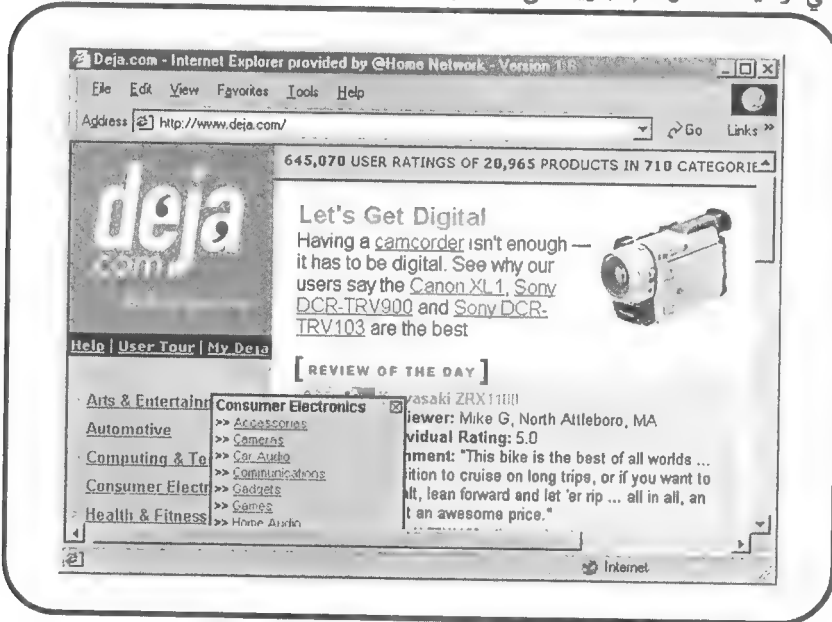 Deja.com - Internet Explorer provided by @Home Network - Version 1.8
File Edit View Favorites Tools Help
Address http://www.deja.com/ Go Links »
645,070 USER RATINGS OF 20,965 PRODUCTS IN 710 CATEGORIE
deja
.com
Let's Get Digital
Having a camcorder isn't enough —
it has to be digital. See why our
users say the Canon XL1, Sony
DCR-TRV900 and Sony DCR-
TRV103 are the best
Help | User Tour | My Deja
[ REVIEW OF THE DAY ]
vasaki ZRX1100
iewer: Mike G, North Attleboro, MA
vidual Rating: 5.0
nment: "This bike is the best of all worlds ...
ition to cruise on long trips, or if you want to
lt, lean forward and let 'er rip ... all in all, an
t an awesome price."
Arts & Entertainm
Automotive
Computing & Te
Consumer Electr
Health & Fitness
Consumer Electronics
>> Accessories
>> Cameras
>> Car Audio
>> Communications
>> Gadgets
>> Games
>> Home Audio
Internet